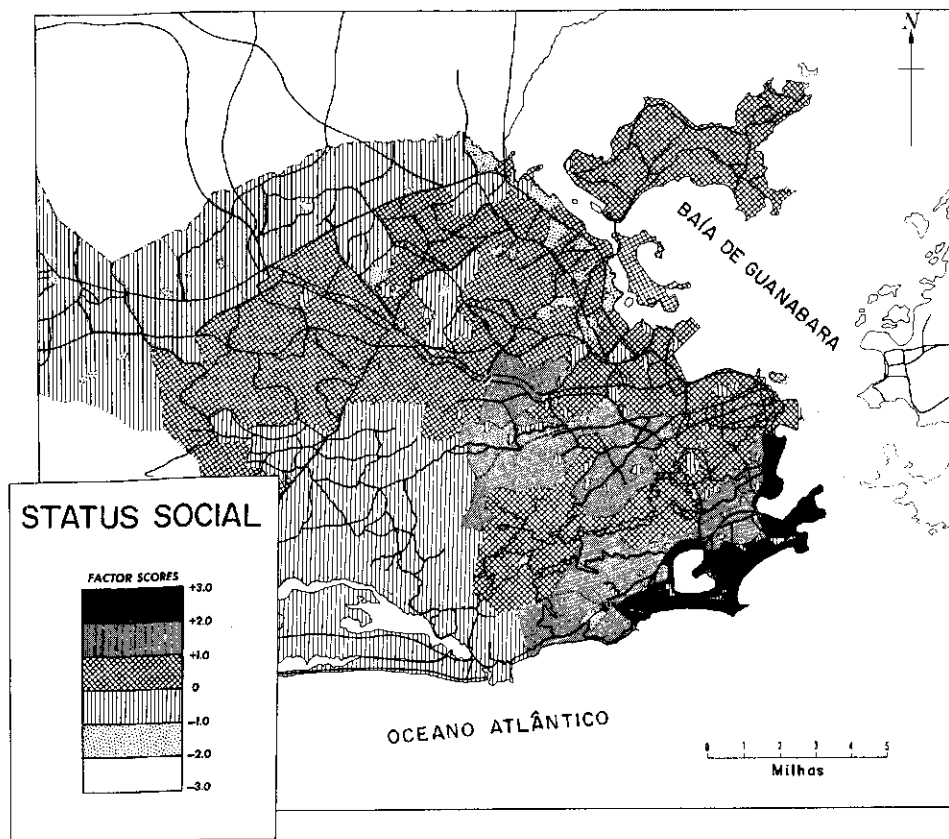 N
BAÍA DE GUANABARA
STATUS SOCIAL
FACTOR SCORES
+3.0
+2.0
+1.0
0
-1.0
-2.0
-3.0
OCEANO ATLÂNTICO
0 1 2 3 4 5
Milhas